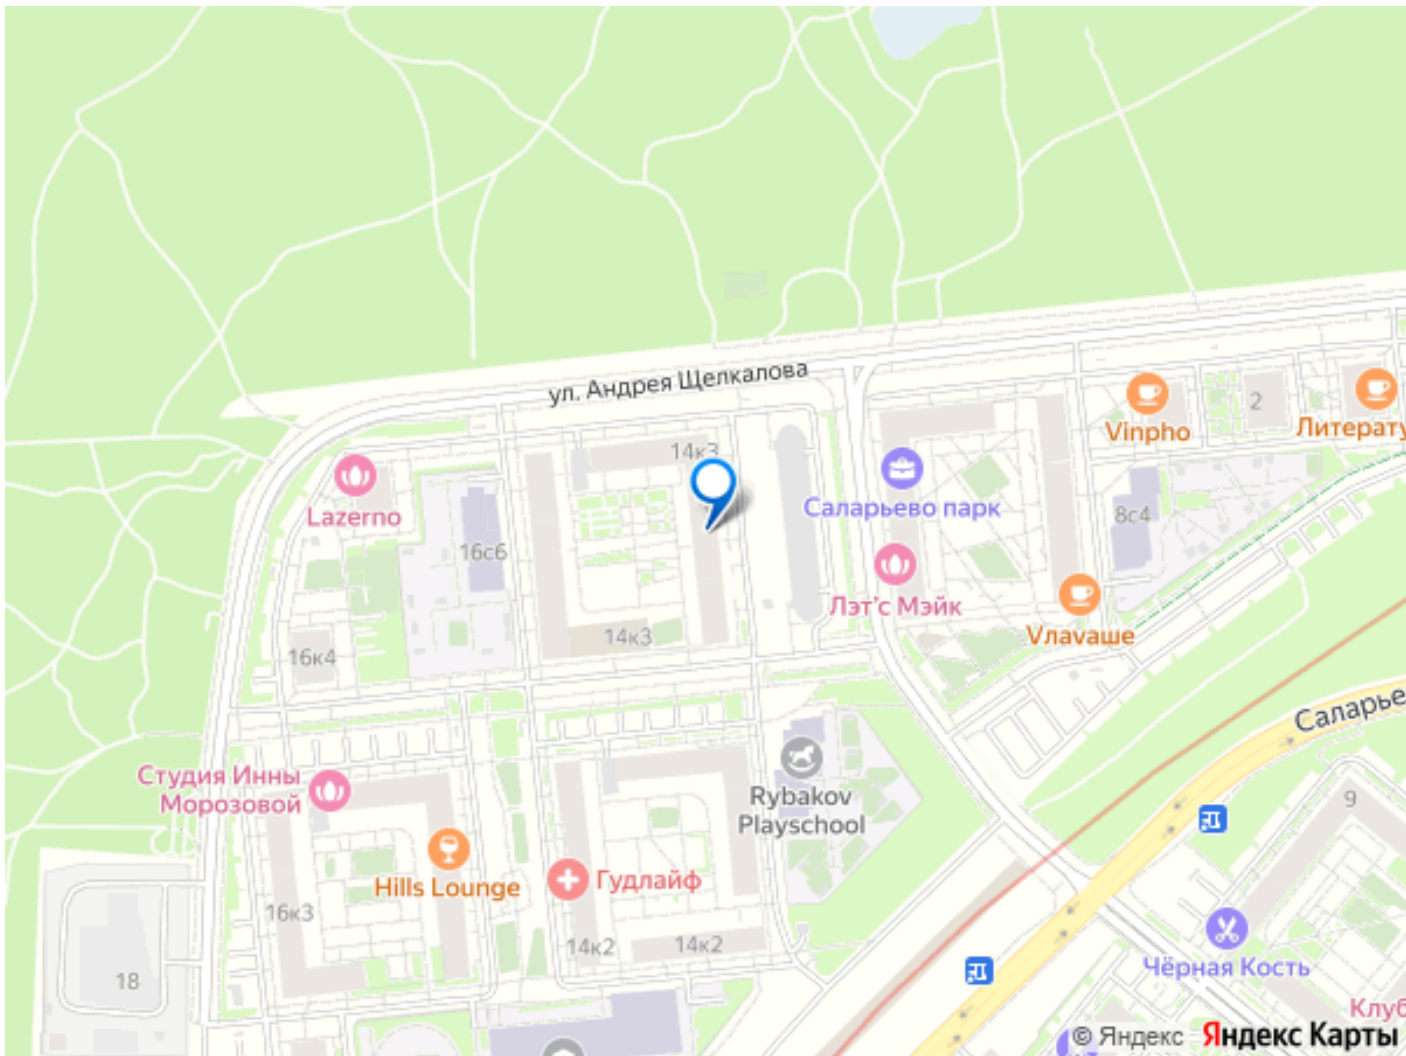 ул. Андрея Щелкалова
2
Vinpho
Литерату
14к3
Lazerno
Саларьево парк
8с4
16с6
Лэт’с Мэйк
Vлаvаше
14к3
16к4
Саларье
Студия Инны
Морозовой
Rybakov
Playschool
9
Hills Lounge
Гудлайф
16к3
14к2
14к2
18
Чёрная Кость
Клуб
© Яндекс Яндекс Карты